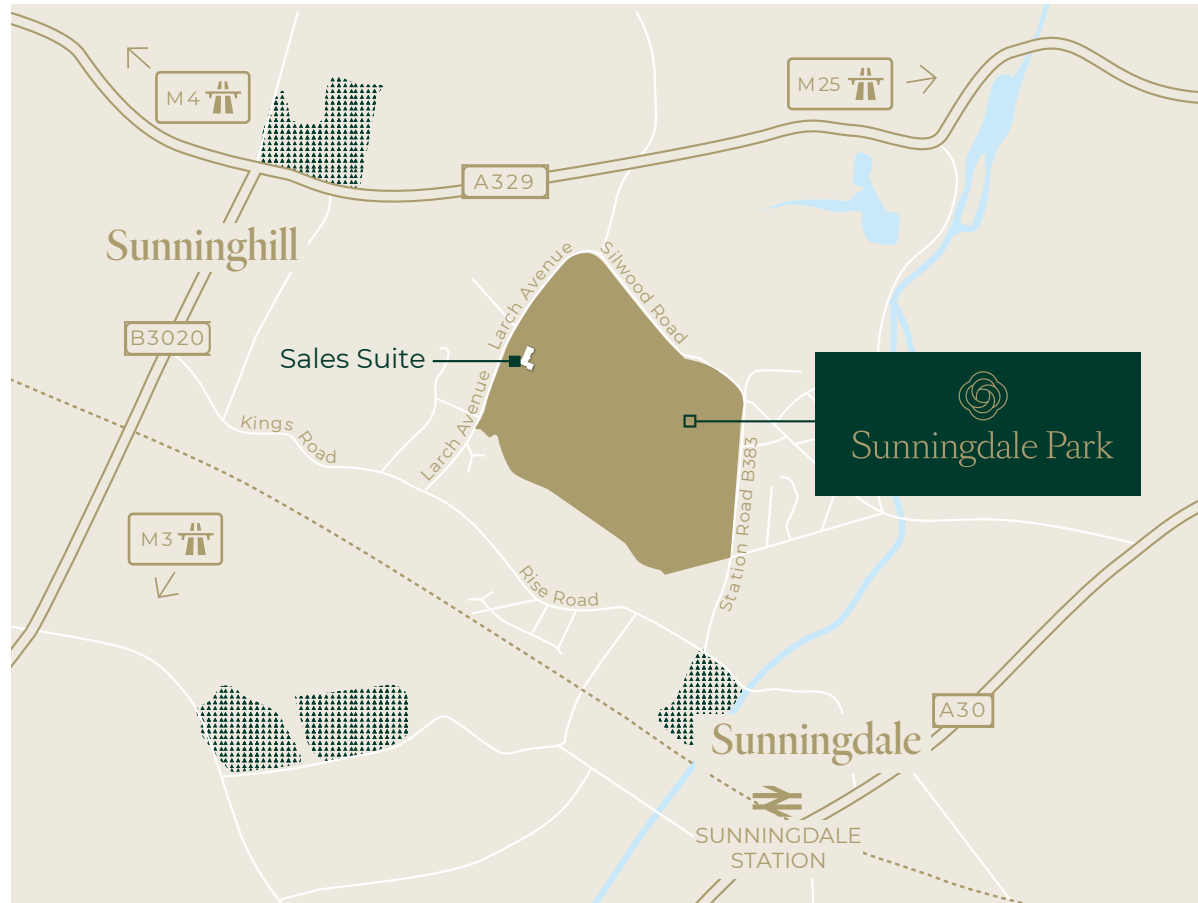 M4
M25
A329
Sunninghill
Larch Avenue
Silwood Road
B3020
Sales Suite
Larch Avenue
Sunningdale Park
Kings Road
Station Road B383
M3
Rise Road
A30
Sunningdale
SUNNINGDALE
STATION